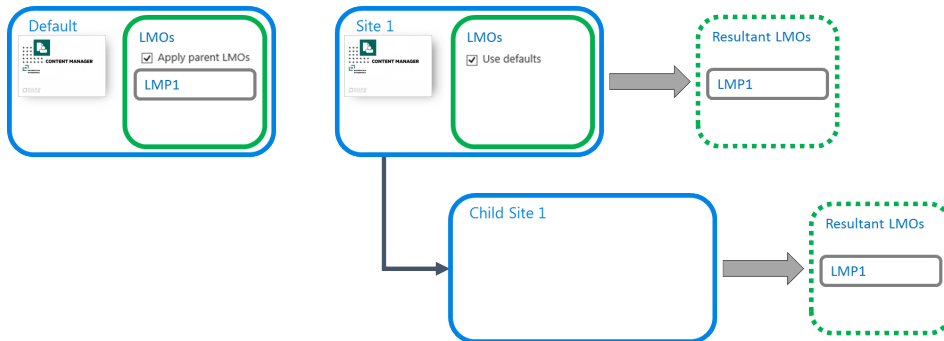 Default
LMOs
Apply parent LMOs
CONTENT MANAGER
LMP1
Site 1
LMOs
Use defaults
CONTENT MANAGER
Resultant LMOs
LMP1
Child Site 1
Resultant LMOs
LMP1